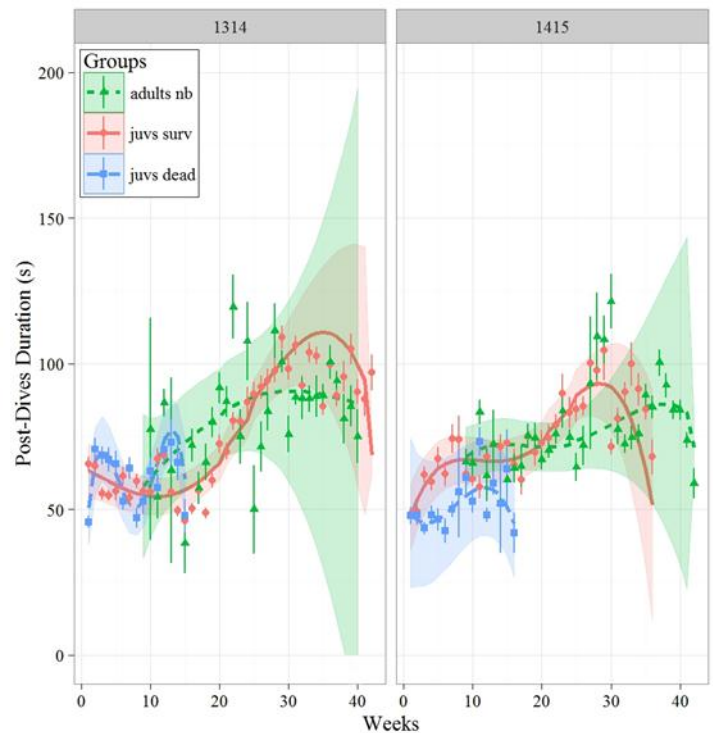 1314
1415
Groups
adults nb
juvs surv
juvs dead
200
150
100
50
0
Post-Dives Duration (s)
0 10 20 30 40
0 10 20 30 40
Weeks